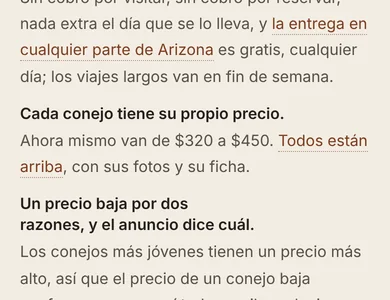 Sin cobro por visitar, sin cobro por reservar,
nada extra el día que se lo lleva, y la entrega en
cualquier parte de Arizona es gratis, cualquier
día; los viajes largos van en fin de semana.
Cada conejo tiene su propio precio.
Ahora mismo van de $320 a $450. Todos están
arriba, con sus fotos y su ficha.
Un precio baja por dos
razones, y el anuncio dice cuál.
Los conejos más jóvenes tienen un precio más
alto, así que el precio de un conejo baja